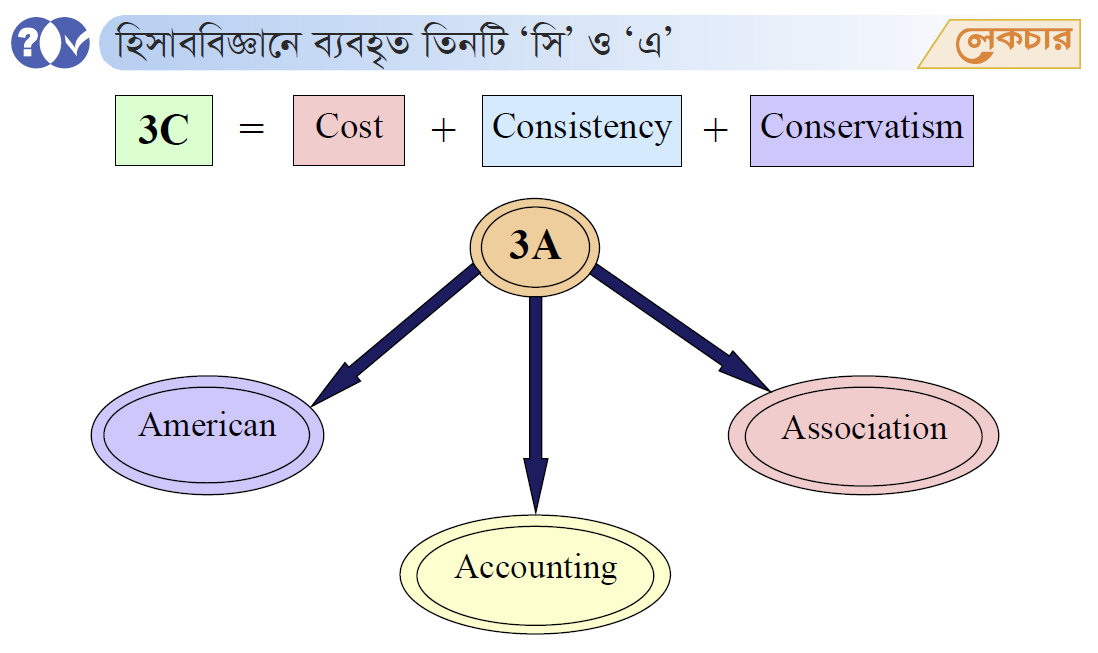 হিসাববিজ্ঞানে ব্যবহৃত তিনটি ‘সি’ ও ‘এ’ লেকচার
3C = Cost + Consistency + Conservatism
3A
American
Association
Accounting